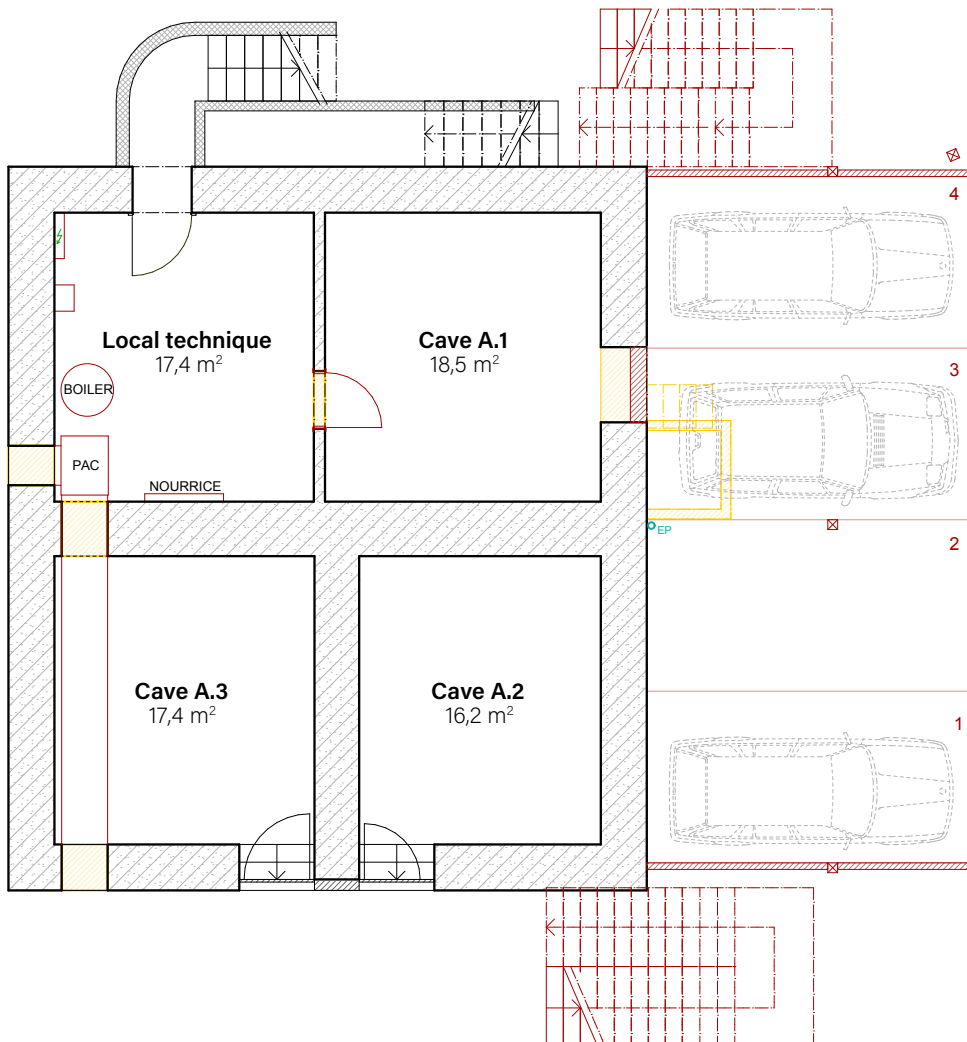 4
Local technique
17,4 m²
Cave A.1
18,5 m²
3
BOILER
PAC
NOURRICE
EP
2
Cave A.3
17,4 m²
Cave A.2
16,2 m²
1